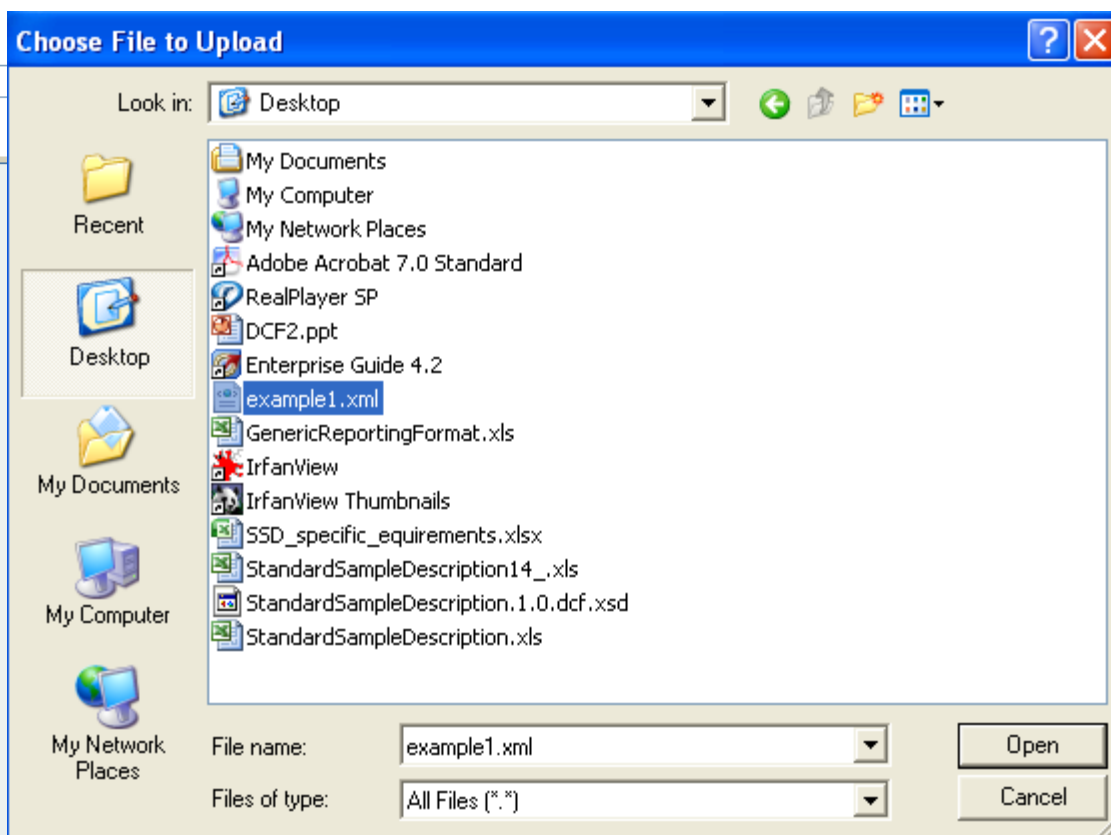 Choose File to Upload
Look in:
Desktop
Recent
Desktop
My Documents
My Computer
My Network
Places
My Documents
My Computer
My Network Places
Adobe Acrobat 7.0 Standard
RealPlayer SP
DCF2.ppt
Enterprise Guide 4.2
example1.xml
GenericReportingFormat.xls
IrfanView
IrfanView Thumbnails
SSD_specific_equirements.xlsx
StandardSampleDescription14_.xls
StandardSampleDescription.1.0.dcf.xsd
StandardSampleDescription.xls
File name:
example1.xml
Open
Files of type:
All Files (*.*)
Cancel